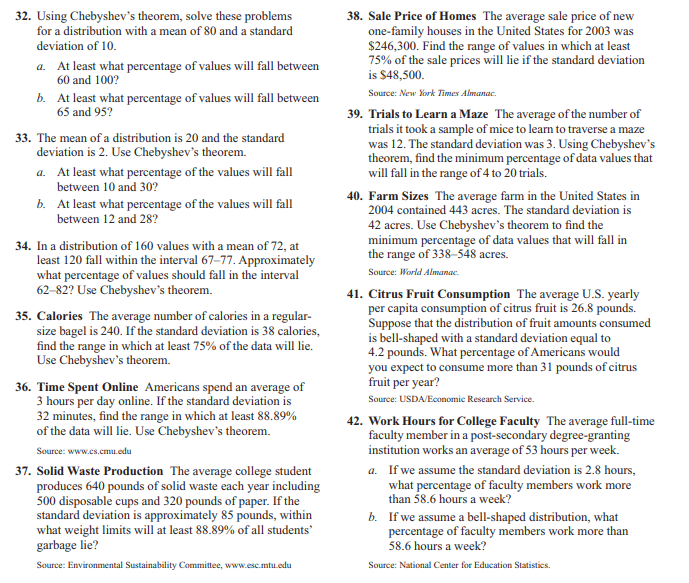 32. Using Chebyshev's theorem, solve these problems
for a distribution with a mean of 80 and a standard
deviation of 10.
a. At least what percentage of values will fall between
60 and 100?
b. At least what percentage of values will fall between
65 and 95?
33. The mean of a distribution is 20 and the standard
deviation is 2. Use Chebyshev's theorem.
a. At least what percentage of the values will fall
between 10 and 30?
b. At least what percentage of the values will fall
between 12 and 28?
34. In a distribution of 160 values with a mean of 72, at
least 120 fall within the interval 67–77. Approximately
what percentage of values should fall in the interval
62–82? Use Chebyshev's theorem.
35. Calories The average number of calories in a regular-
size bagel is 240. If the standard deviation is 38 calories,
find the range in which at least 75% of the data will lie.
Use Chebyshev's theorem.
36. Time Spent Online Americans spend an average of
3 hours per day online. If the standard deviation is
32 minutes, find the range in which at least 88.89%
of the data will lie. Use Chebyshev's theorem.
Source: www.cs.cmu.edu
37. Solid Waste Production The average college student
produces 640 pounds of solid waste each year including
500 disposable cups and 320 pounds of paper. If the
standard deviation is approximately 85 pounds, within
what weight limits will at least 88.89% of all students'
garbage lie?
Source: Environmental Sustainability Committee, www.esc.mtu.edu
38. Sale Price of Homes The average sale price of new
one-family houses in the United States for 2003 was
$246,300. Find the range of values in which at least
75% of the sale prices will lie if the standard deviation
is $48,500.
Source: New York Times Almanac.
39. Trials to Learn a Maze The average of the number of
trials it took a sample of mice to learn to traverse a maze
was 12. The standard deviation was 3. Using Chebyshev's
theorem, find the minimum percentage of data values that
will fall in the range of 4 to 20 trials.
40. Farm Sizes The average farm in the United States in
2004 contained 443 acres. The standard deviation is
42 acres. Use Chebyshev's theorem to find the
minimum percentage of data values that will fall in
the range of 338–548 acres.
Source: World Almanac.
41. Citrus Fruit Consumption The average U.S. yearly
per capita consumption of citrus fruit is 26.8 pounds.
Suppose that the distribution of fruit amounts consumed
is bell-shaped with a standard deviation equal to
4.2 pounds. What percentage of Americans would
you expect to consume more than 31 pounds of citrus
fruit per year?
Source: USDA/Economic Research Service.
42. Work Hours for College Faculty The average full-time
faculty member in a post-secondary degree-granting
institution works an average of 53 hours per week.
a. If we assume the standard deviation is 2.8 hours,
what percentage of faculty members work more
than 58.6 hours a week?
b. If we assume a bell-shaped distribution, what
percentage of faculty members work more than
58.6 hours a week?
Source: National Center for Education Statistics.